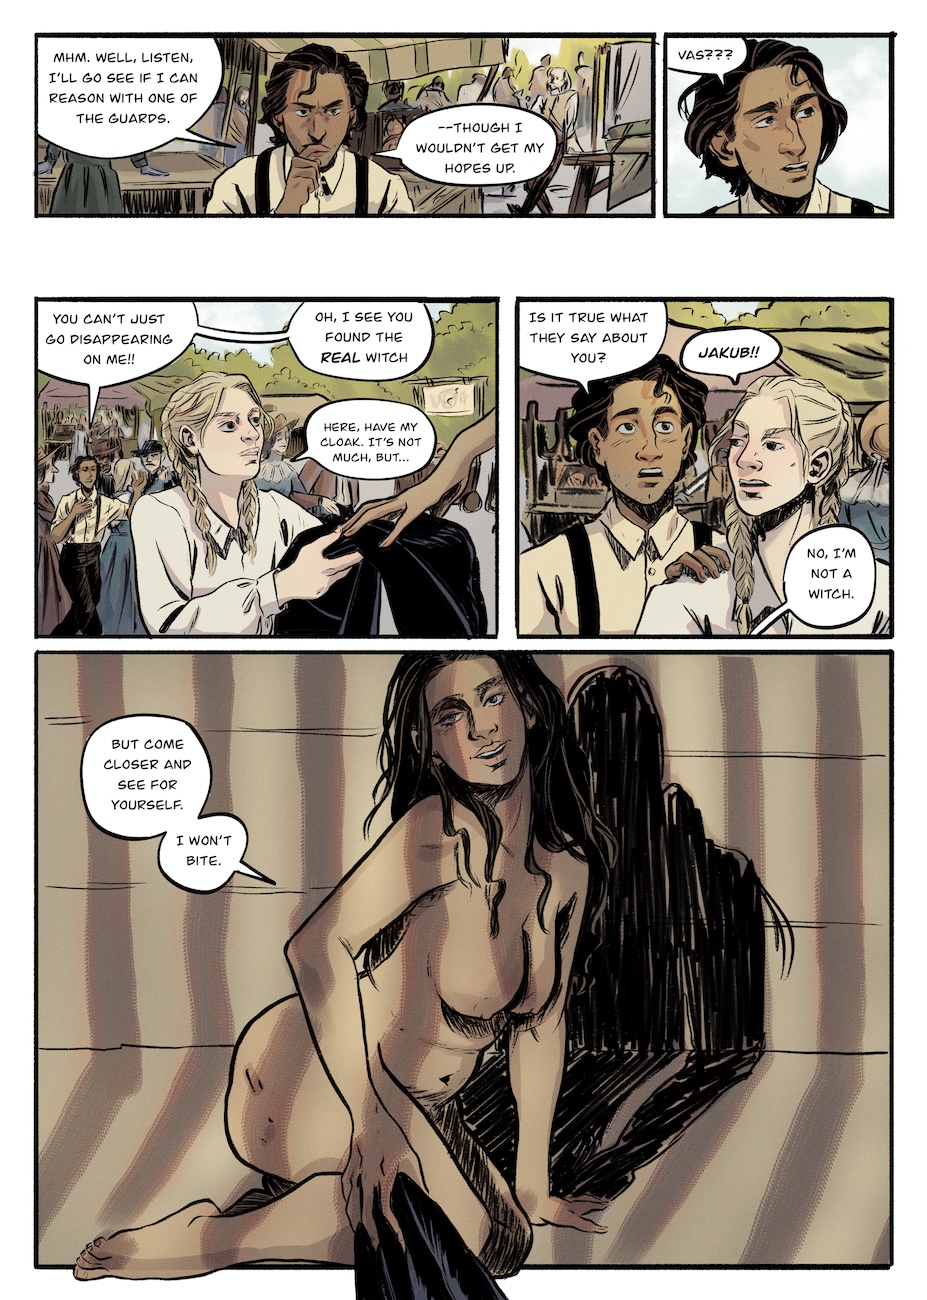 MHM. WELL, LISTEN,
I'LL GO SEE IF I CAN
REASON WITH ONE OF
THE GUARDS.
--THOUGH I
WOULDN'T GET MY
HOPES UP.
VAS???
YOU CAN'T JUST
GO DISAPPEARING
ON ME!!
OH, I SEE YOU
FOUND THE
REAL WITCH
HERE, HAVE MY
CLOAK. IT'S NOT
MUCH, BUT...
IS IT TRUE WHAT
THEY SAY ABOUT
YOU?
JAKUB!!
NO, I'M
NOT A
WITCH.
BUT COME
CLOSER AND
SEE FOR
YOURSELF.
I WON'T
BITE.